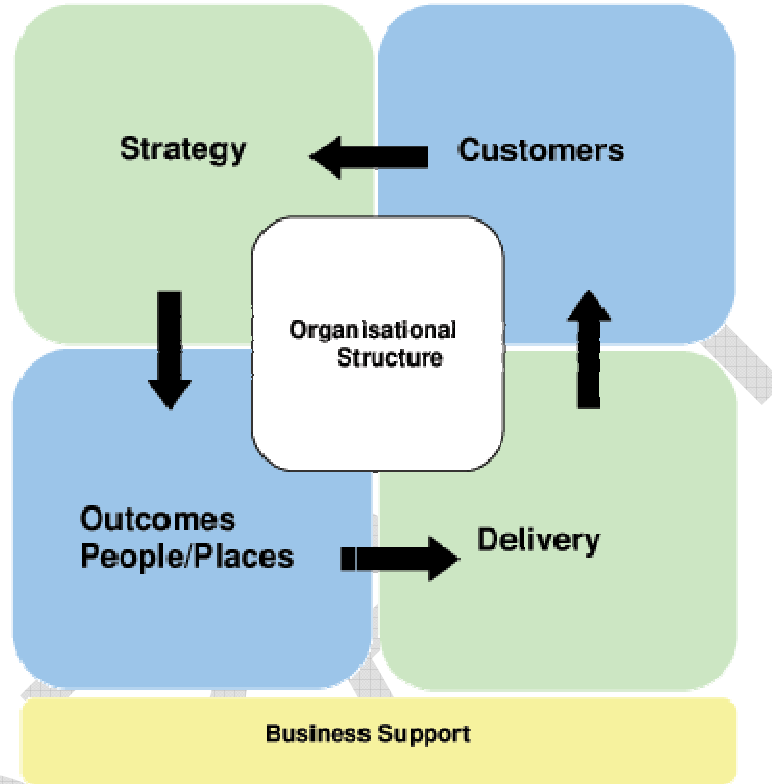 Strategy
Customers
Organisational
Structure
Outcomes
People/Places
Delivery
Business Support